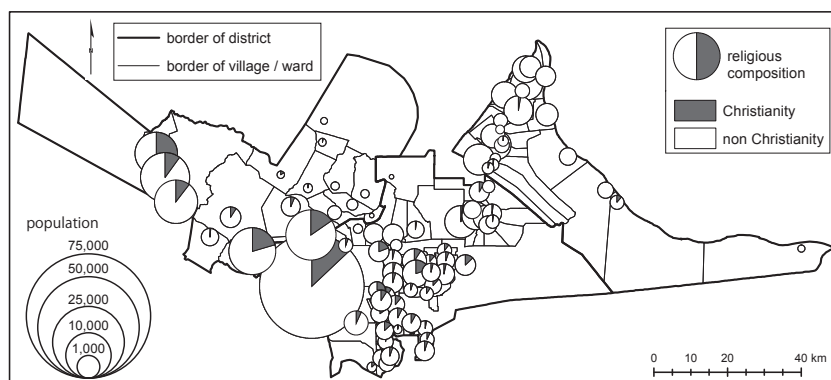 border of district
border of village / ward
religious
composition
Christianity
non Christianity
population
75,000
50,000
25,000
10,000
1,000
0 10 20 30 40 km